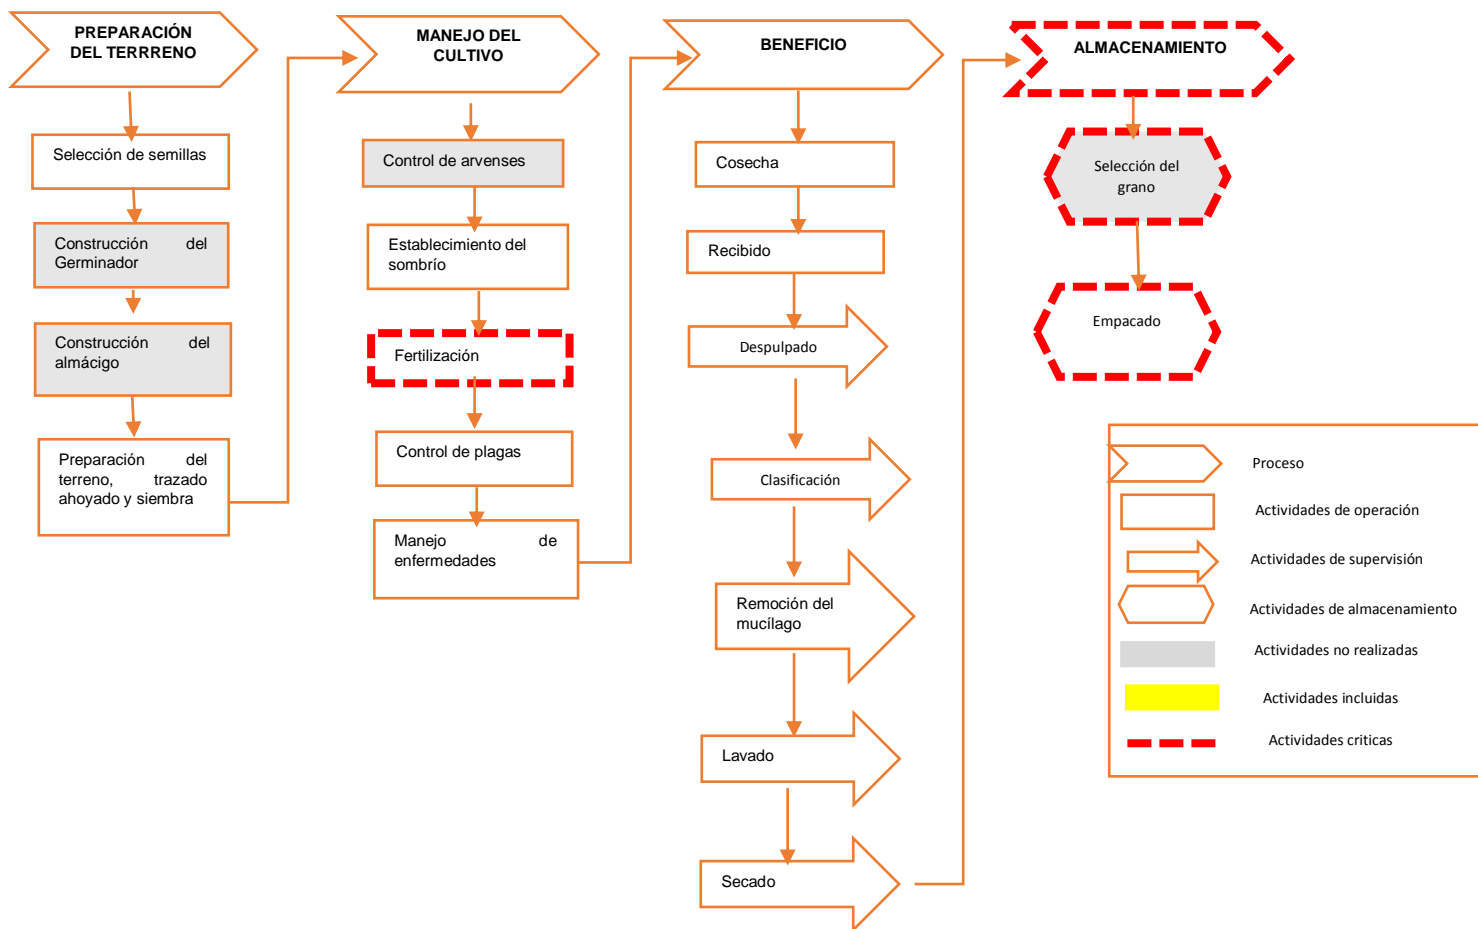 PREPARACIÓN
DEL TERRRENO
Selección de semillas
Construcción del
Germinador
Construcción del
almácigo
Preparación del
terreno, trazado
ahoyado y siembra
MANEJO DEL
CULTIVO
Control de arvenses
Establecimiento del
sombrío
Fertilización
Control de plagas
Manejo de
enfermedades
BENEFICIO
Cosecha
Recibido
Despulpado
Clasificación
Remoción del
mucílago
Lavado
Secado
ALMACENAMIENTO
Selección del
grano
Empacado
Proceso
Actividades de operación
Actividades de supervisión
Actividades de almacenamiento
Actividades no realizadas
Actividades incluidas
Actividades criticas